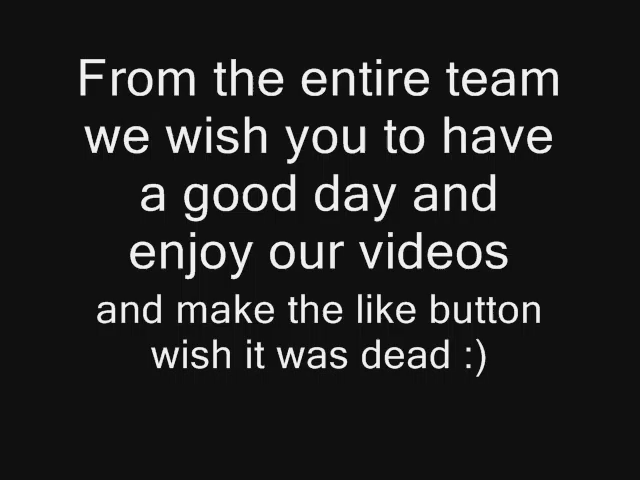 From the entire team
we wish you to have
a good day and
enjoy our videos
and make the like button
wish it was dead :)